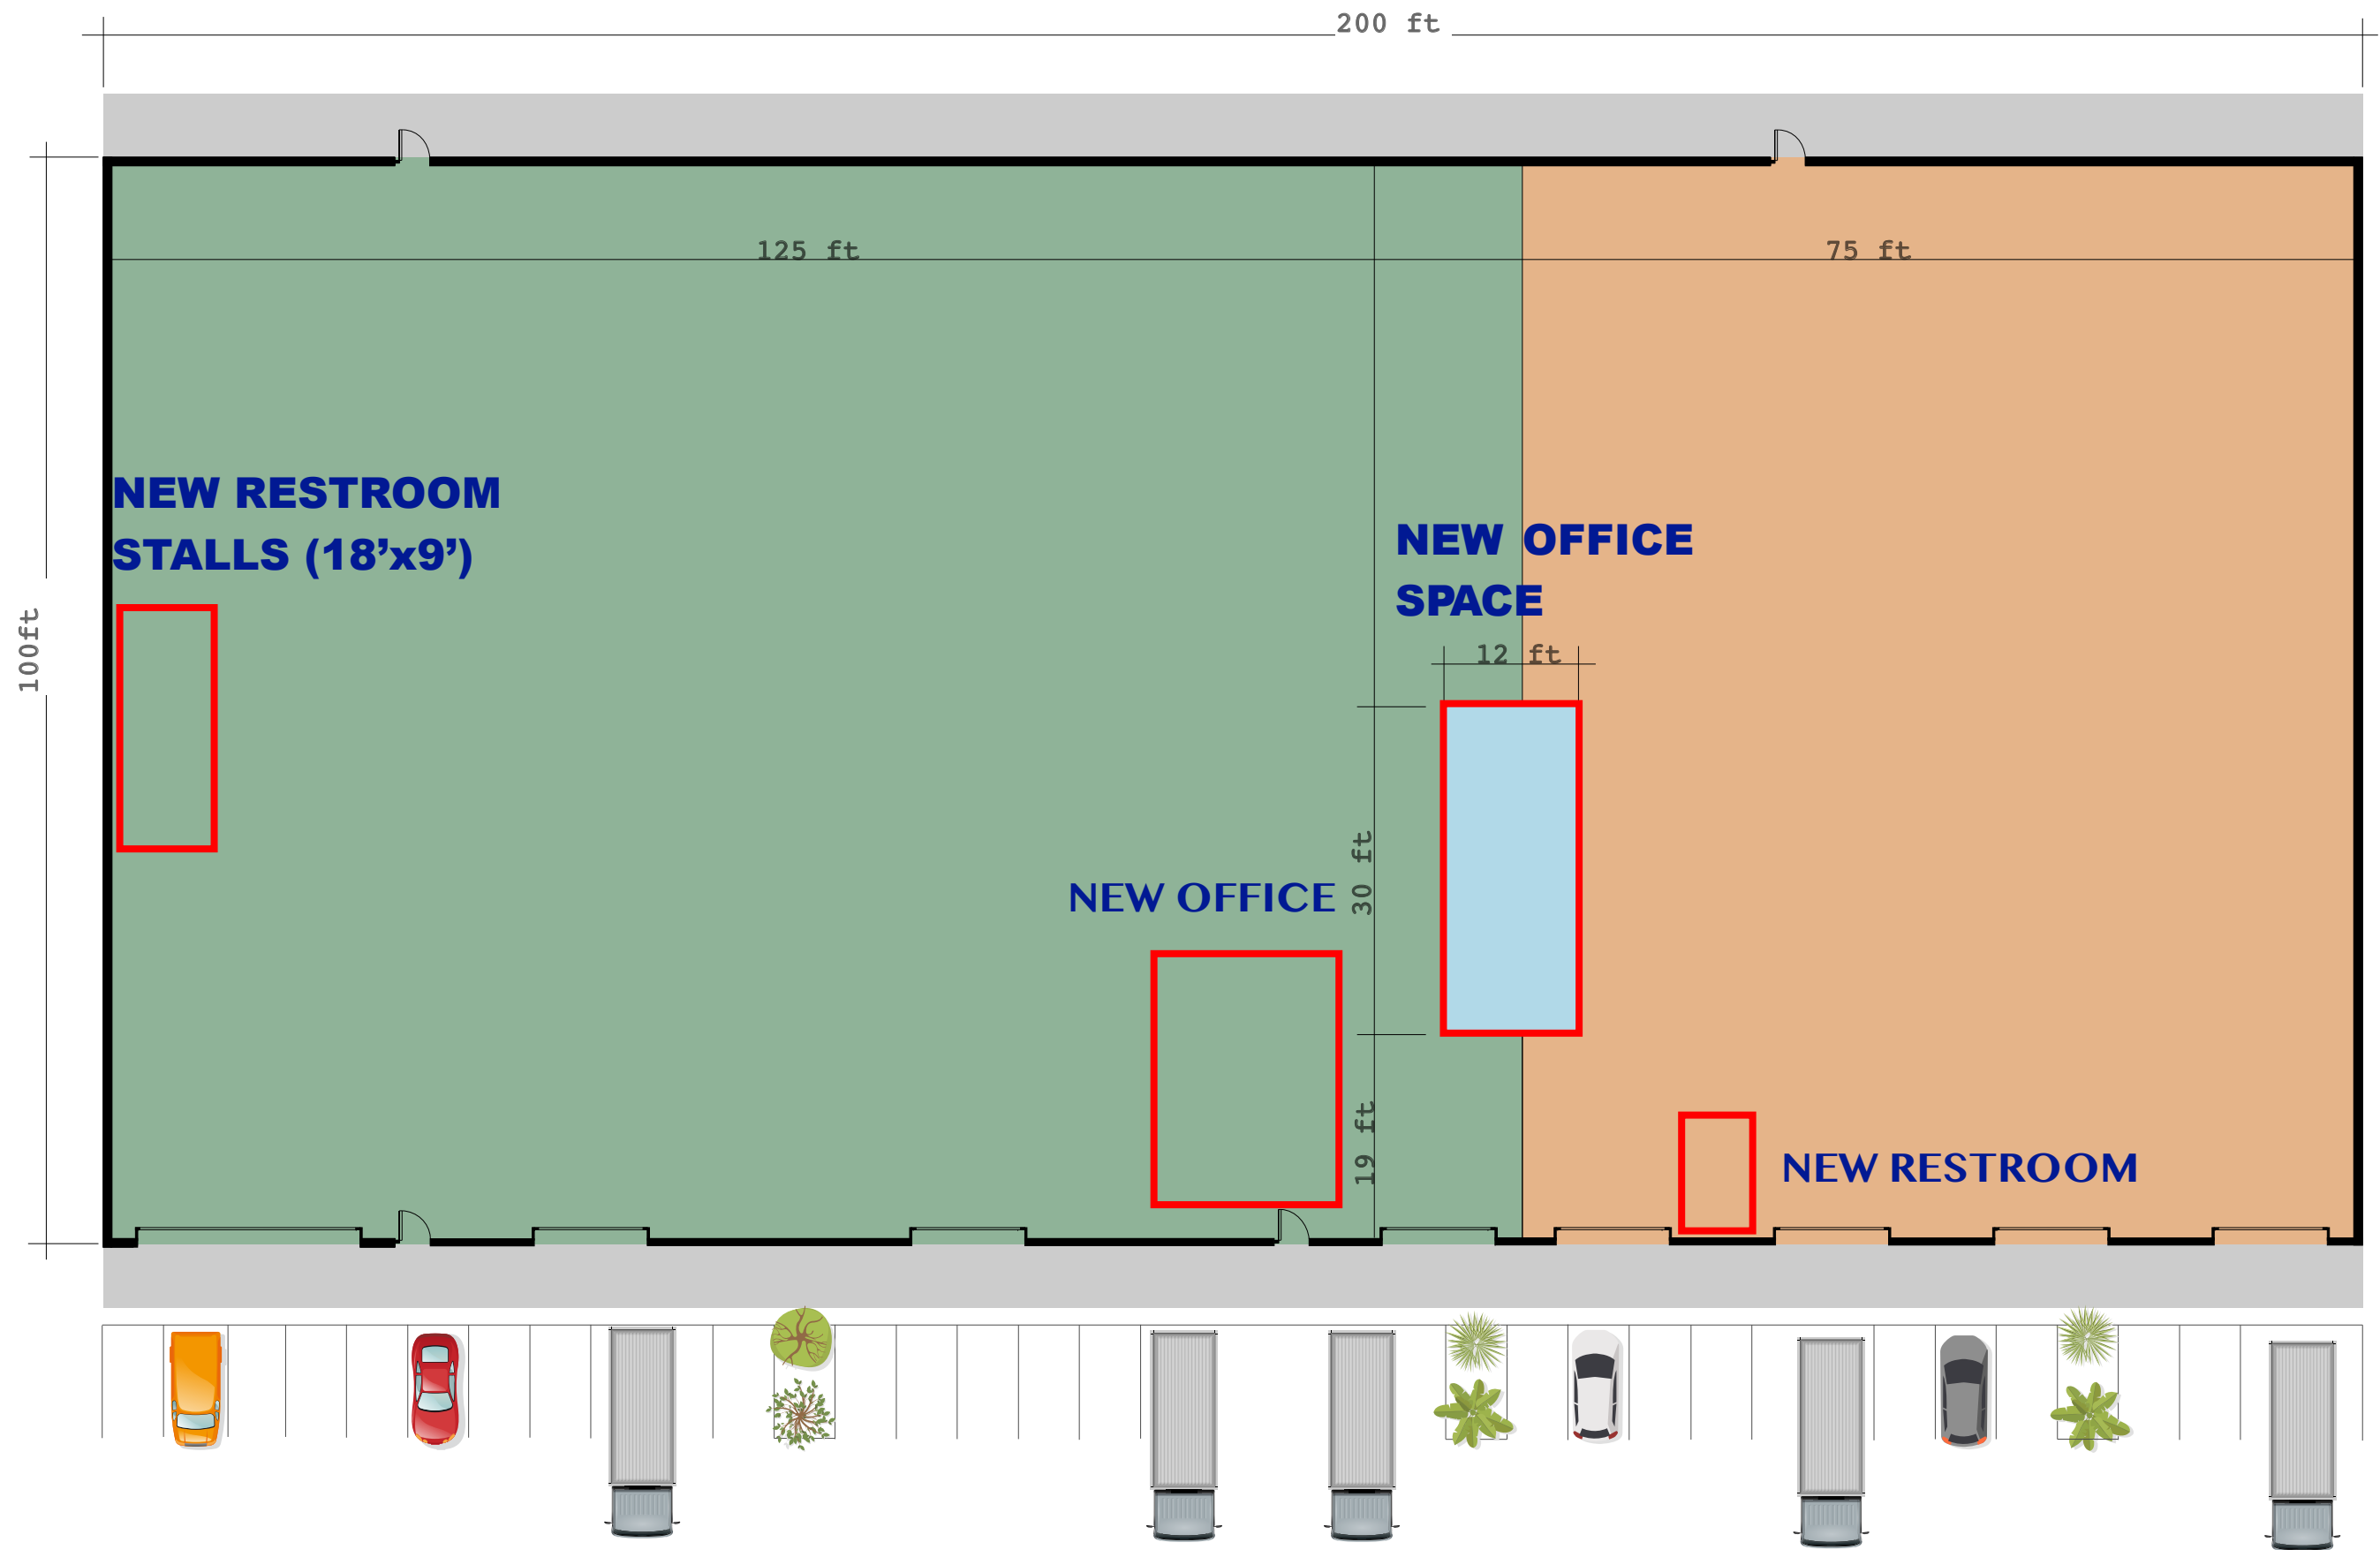 200 ft
125 ft
75 ft
NEW RESTROOM
STALLS (18’x9’)
NEW OFFICE
SPACE
100ft
12 ft
30 ft
NEW OFFICE
19 ft
NEW RESTROOM